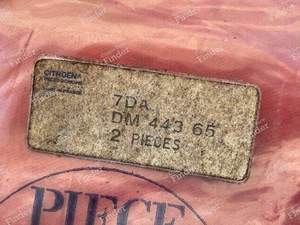 CITROËN
7DA
DM 443 65
2 PIECES
PIECE